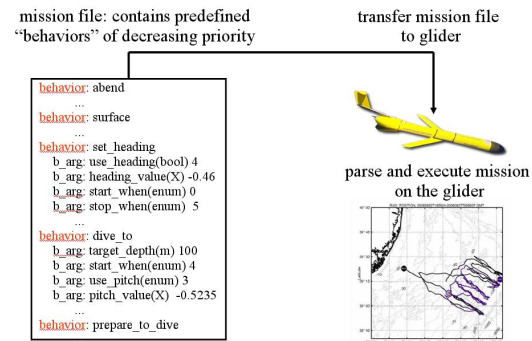 mission file: contains predefined
“behaviors” of decreasing priority
transfer mission file
to glider
behavior: abend
...
behavior: surface
...
behavior: set_heading
b_arg: use_heading(bool) 4
b_arg: heading_value(X) -0.46
b_arg: start_when(enum) 0
b_arg: stop_when(enum) 5
...
behavior: dive_to
b_arg: target_depth(m) 100
b_arg: start_when(enum) 4
b_arg: use_pitch(enum) 3
b_arg: pitch_value(X) -0.5235
...
behavior: prepare_to_dive
parse and execute mission
on the glider